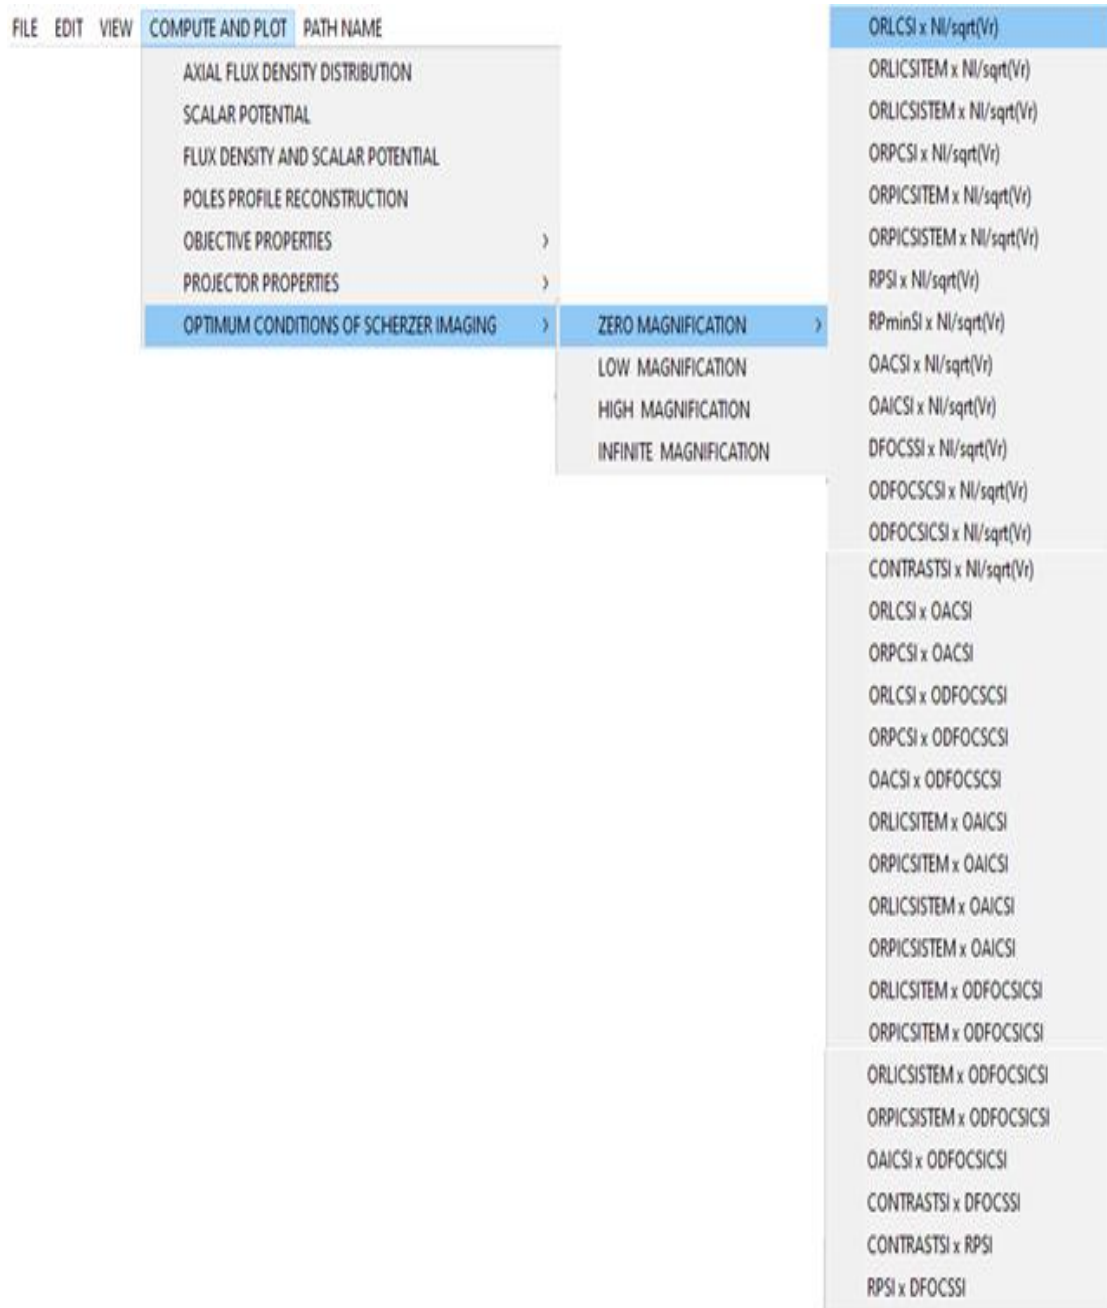 FILE EDIT VIEW COMPUTE AND PLOT PATH NAME
AXIAL FLUX DENSITY DISTRIBUTION
SCALAR POTENTIAL
FLUX DENSITY AND SCALAR POTENTIAL
POLES PROFILE RECONSTRUCTION
OBJECTIVE PROPERTIES >
PROJECTOR PROPERTIES >
OPTIMUM CONDITIONS OF SCHERZER IMAGING >
ZERO MAGNIFICATION >
LOW MAGNIFICATION
HIGH MAGNIFICATION
INFINITE MAGNIFICATION
ORLCSI x NI/sqrt(Vr)
ORLICSITEM x NI/sqrt(Vr)
ORLICSISTEM x NI/sqrt(Vr)
ORPCSI x NI/sqrt(Vr)
ORPICSITEM x NI/sqrt(Vr)
ORPICSISTEM x NI/sqrt(Vr)
RPSI x NI/sqrt(Vr)
RPminSI x NI/sqrt(Vr)
OACSI x NI/sqrt(Vr)
OAICSI x NI/sqrt(Vr)
DFOCSSI x NI/sqrt(Vr)
ODFOCSCSI x NI/sqrt(Vr)
ODFOCSICSI x NI/sqrt(Vr)
CONTRASTSI x NI/sqrt(Vr)
ORLCSI x OACSI
ORPCSI x OACSI
ORLCSI x ODFOCSCSI
ORPCSI x ODFOCSCSI
OACSI x ODFOCSCSI
ORLICSITEM x OAICSI
ORPICSITEM x OAICSI
ORLICSISTEM x OAICSI
ORPICSISTEM x OAICSI
ORLICSITEM x ODFOCSICSI
ORPICSITEM x ODFOCSICSI
ORLICSISTEM x ODFOCSICSI
ORPICSISTEM x ODFOCSICSI
OAICSI x ODFOCSICSI
CONTRASTSI x DFOCSSI
CONTRASTSI x RPSI
RPSI x DFOCSSI